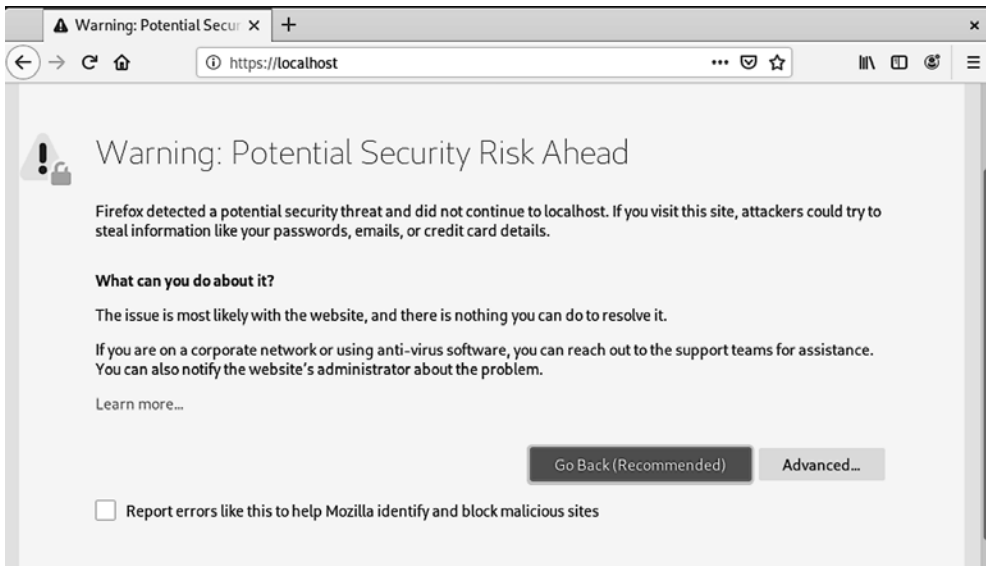 Warning: Potential Secur
https://localhost
Warning: Potential Security Risk Ahead
Firefox detected a potential security threat and did not continue to localhost. If you visit this site, attackers could try to
steal information like your passwords, emails, or credit card details.
What can you do about it?
The issue is most likely with the website, and there is nothing you can do to resolve it.
If you are on a corporate network or using anti-virus software, you can reach out to the support teams for assistance.
You can also notify the website's administrator about the problem.
Learn more...
Go Back (Recommended)
Advanced...
Report errors like this to help Mozilla identify and block malicious sites